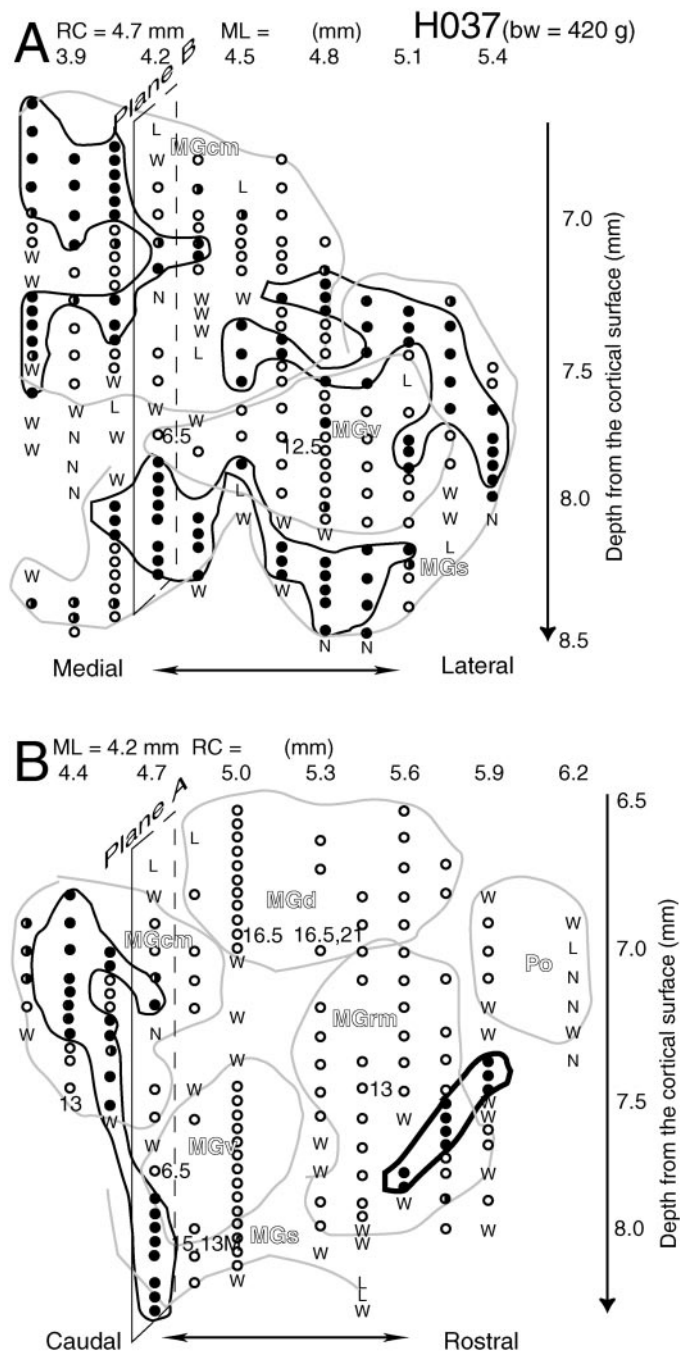 A RC = 4.7 mm ML = (mm) H037 (bw = 420 g)
3.9 4.2 4.5 4.8 5.1 5.4
Plane B
L
MGcm
W
L
7.0
W
W
N W W
W
W
L
7.5
W W L
W L W W
W W 6.5 MGv
N 12.5
N W
N L W 8.0
W W W N
W
W L
MGs
W
N N 8.5
Medial Lateral
Depth from the cortical surface (mm)
B ML = 4.2 mm RC = (mm)
4.4 4.7 5.0 5.3 5.6 5.9 6.2
6.5
Plane A
L
L
W MGd W
MGcm W
16.5 16.5,21 7.0
W L
Po
N
W MGrm N
W N W W W
W N
W 13
13 W W W 7.5
W
W MGv W
6.5 W W
W
15,13M MGs W W 8.0
W W
W L
L
W
Caudal Rostral
Depth from the cortical surface (mm)